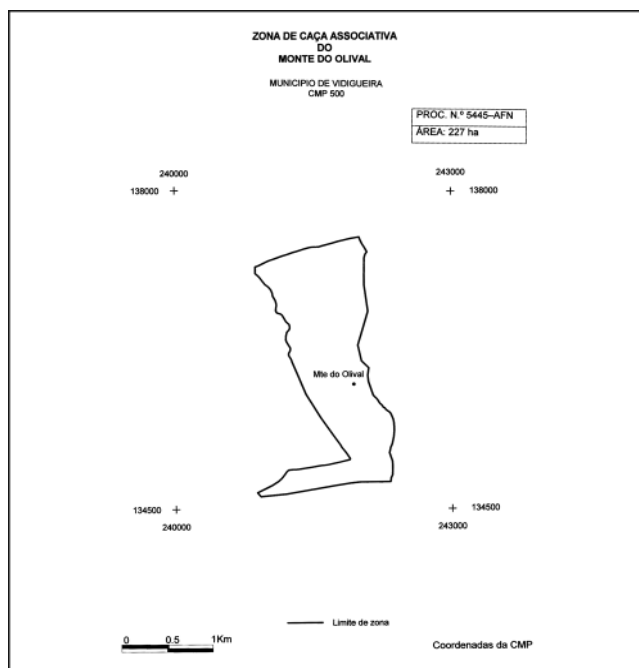 ZONA DE CAÇA ASSOCIATIVA
DO
MONTE DO OLIVAL
MUNICIPIO DE VIDIGUEIRA
CMP 500
PROC. N.º 5445–AFN
ÁREA: 227 ha
240000
243000
138000
138000
Mte do Olival
134500
134500
240000
243000
Limite de zona
0 0.5 1Km
Coordenadas da CMP